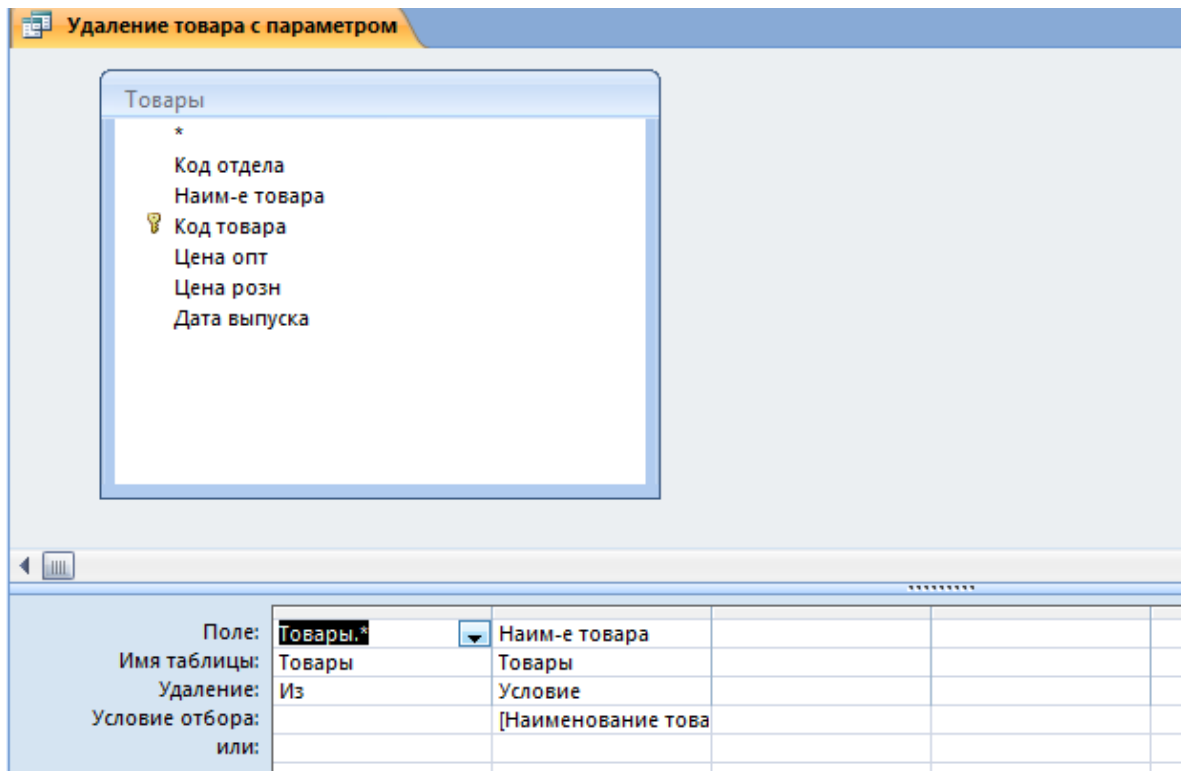 Удаление товара с параметром
Товары
*
Код отдела
Наим-е товара
Код товара
Цена опт
Цена розн
Дата выпуска
Поле: Товары.* Наим-е товара
Имя таблицы: Товары Товары
Удаление: Из Условие
Условие отбора: [Наименование това
или: